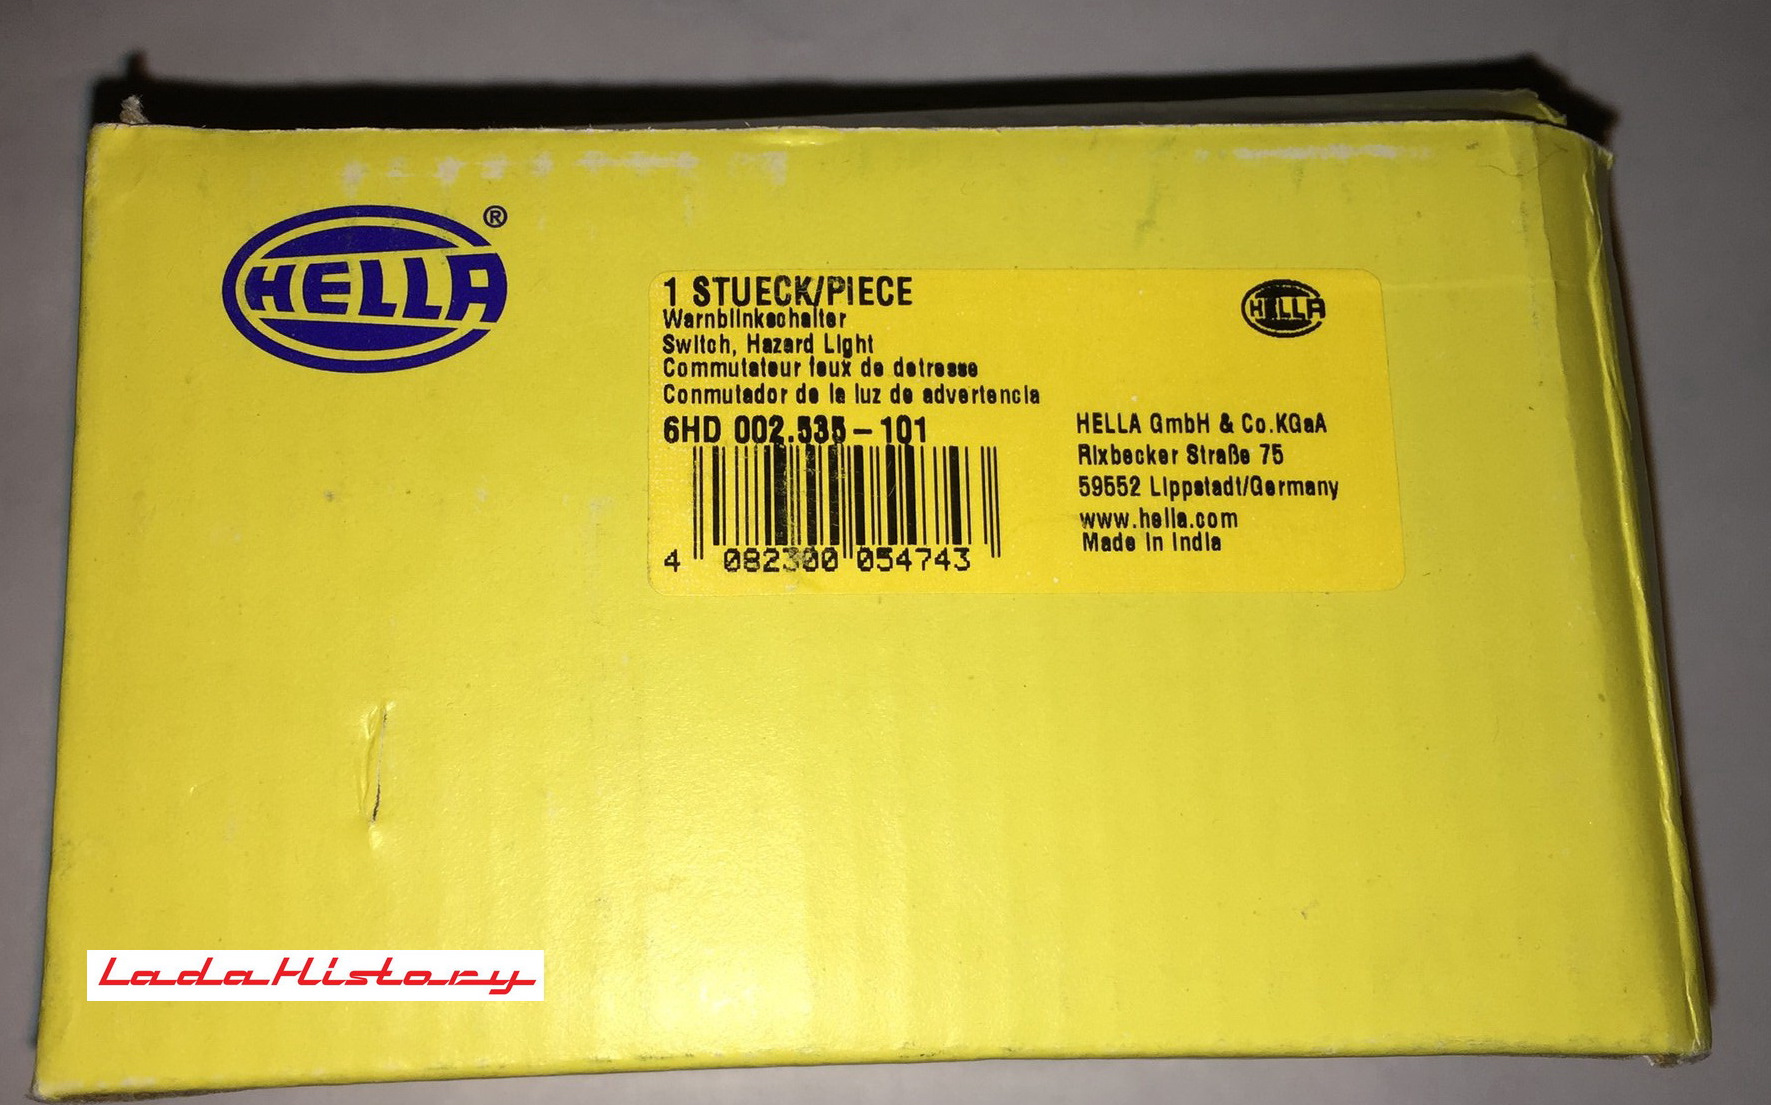 HELLA ®
1 STUECK/PIECE
Warnblinkschalter
Switch, Hazard Light
Commutateur feux de detresse
Conmutador de la luz de advertencia
6HD 002.535-101
4 082300 054743
HELLA
HELLA GmbH & Co.KGaA
Rixbecker Straße 75
59552 Lippstadt/Germany
www.hella.com
Made in India
LadaHistory